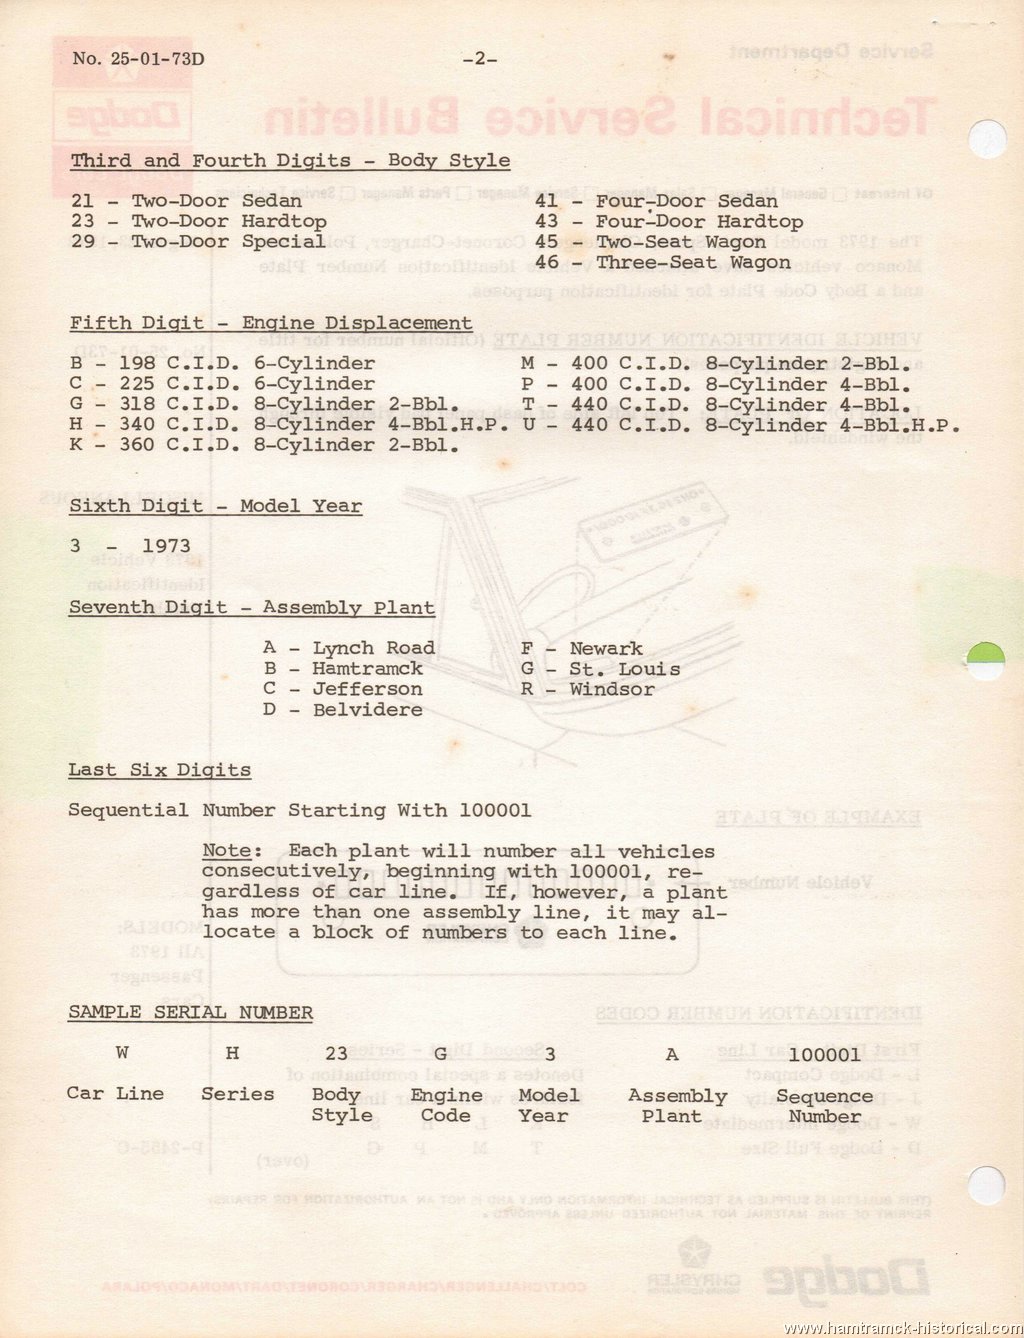 No. 25-01-73D
-2-
Third and Fourth Digits - Body Style
21 - Two-Door Sedan
23 - Two-Door Hardtop
29 - Two-Door Special
41 - Four-Door Sedan
43 - Four-Door Hardtop
45 - Two-Seat Wagon
46 - Three-Seat Wagon
Fifth Digit - Engine Displacement
B - 198 C.I.D. 6-Cylinder
C - 225 C.I.D. 6-Cylinder
G - 318 C.I.D. 8-Cylinder 2-Bbl.
H - 340 C.I.D. 8-Cylinder 4-Bbl.H.P.
K - 360 C.I.D. 8-Cylinder 2-Bbl.
M - 400 C.I.D. 8-Cylinder 2-Bbl.
P - 400 C.I.D. 8-Cylinder 4-Bbl.
T - 440 C.I.D. 8-Cylinder 4-Bbl.
U - 440 C.I.D. 8-Cylinder 4-Bbl.H.P.
Sixth Digit - Model Year
3 - 1973
Seventh Digit - Assembly Plant
A - Lynch Road
B - Hamtramck
C - Jefferson
D - Belvidere
F - Newark
G - St. Louis
R - Windsor
Last Six Digits
Sequential Number Starting With 100001
Note: Each plant will number all vehicles
consecutively, beginning with 100001, re-
gardless of car line. If, however, a plant
has more than one assembly line, it may al-
locate a block of numbers to each line.
SAMPLE SERIAL NUMBER
W H 23 G 3 A 100001
Car Line Series Body Engine Model Assembly Sequence
Style Code Year Plant Number
www.hamtramck-historical.com